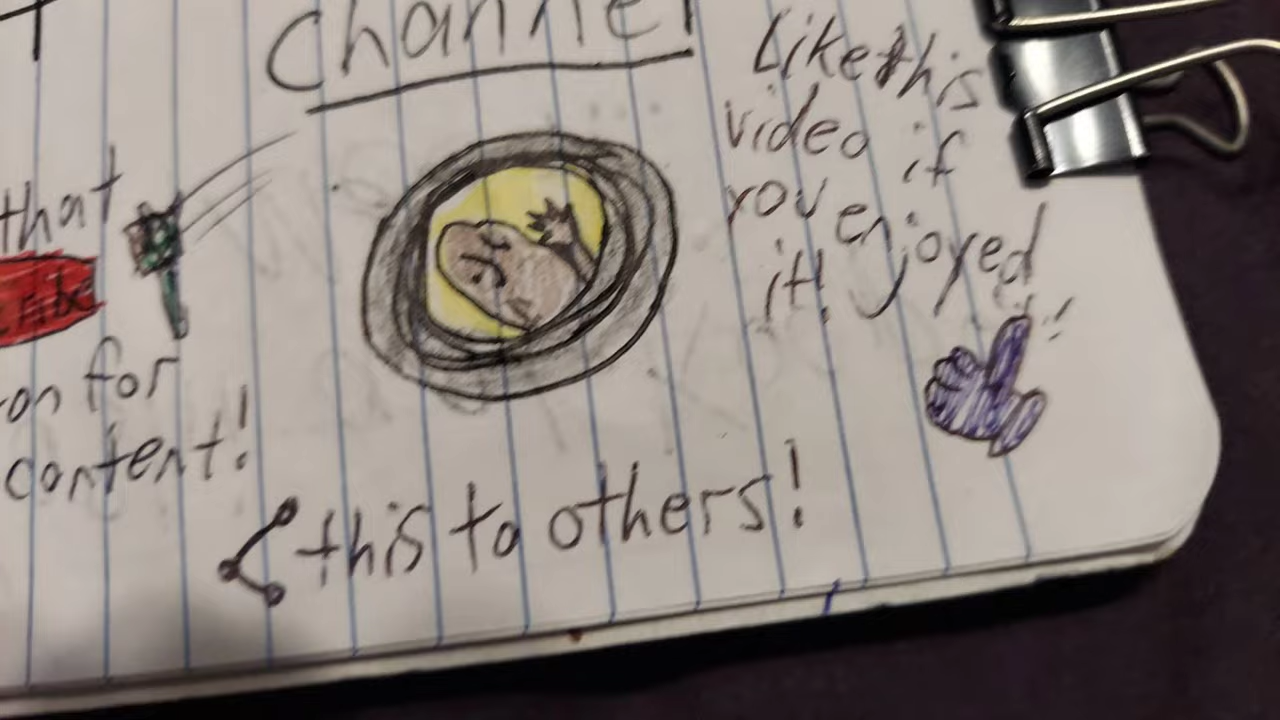 Channel
Like this
video if
you enjoyed
it!
that
on for
content!
this to others!